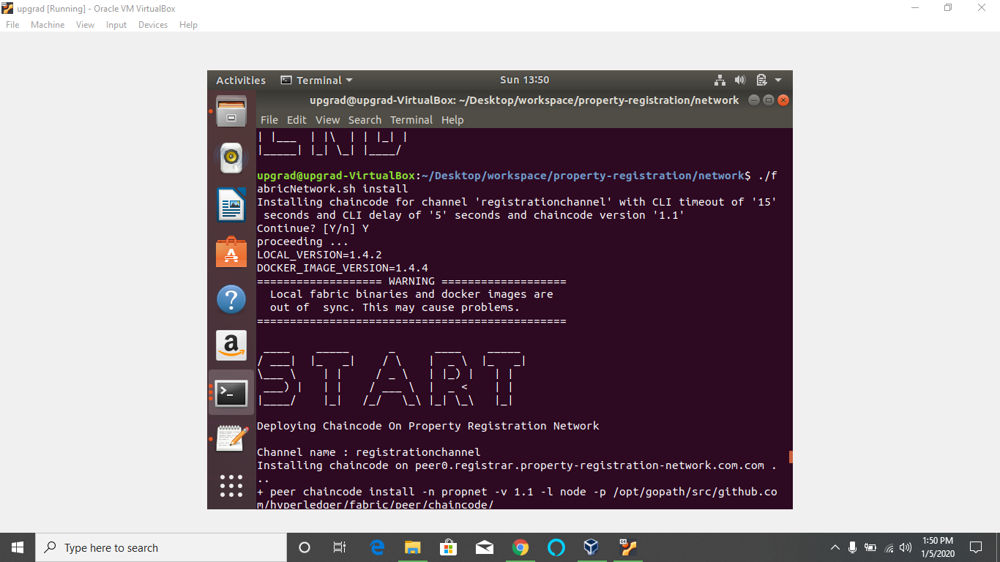 upgrad [Running] - Oracle VM VirtualBox
File Machine View Input Devices Help
Activities Terminal Sun 13:50
upgrad@upgrad-VirtualBox: ~/Desktop/workspace/property-registration/network
File Edit View Search Terminal Help
| |___  | |\  | | |_| |
|_____| |_| \_| |____/
upgrad@upgrad-VirtualBox:~/Desktop/workspace/property-registration/network$ ./f
abricNetwork.sh install
Installing chaincode for channel 'registrationchannel' with CLI timeout of '15'
 seconds and CLI delay of '5' seconds and chaincode version '1.1'
Continue? [Y/n] Y
proceeding ...
LOCAL_VERSION=1.4.2
DOCKER_IMAGE_VERSION=1.4.4
=================== WARNING ===================
  Local fabric binaries and docker images are
  out of  sync. This may cause problems.
===============================================
 ____    _____      _      ____    _____
/ ___|  |_   _|    / \    |  _ \  |_   _|
\___ \    | |     / _ \   | |_) |   | |
 ___) |   | |    / ___ \  |  _ <    | |
|____/    |_|   /_/   \_\ |_| \_\   |_|
Deploying Chaincode On Property Registration Network
Channel name : registrationchannel
Installing chaincode on peer0.registrar.property-registration-network.com.com .
..
+ peer chaincode install -n propnet -v 1.1 -l node -p /opt/gopath/src/github.co
m/hyperledger/fabric/peer/chaincode/
Type here to search
1:50 PM
1/5/2020